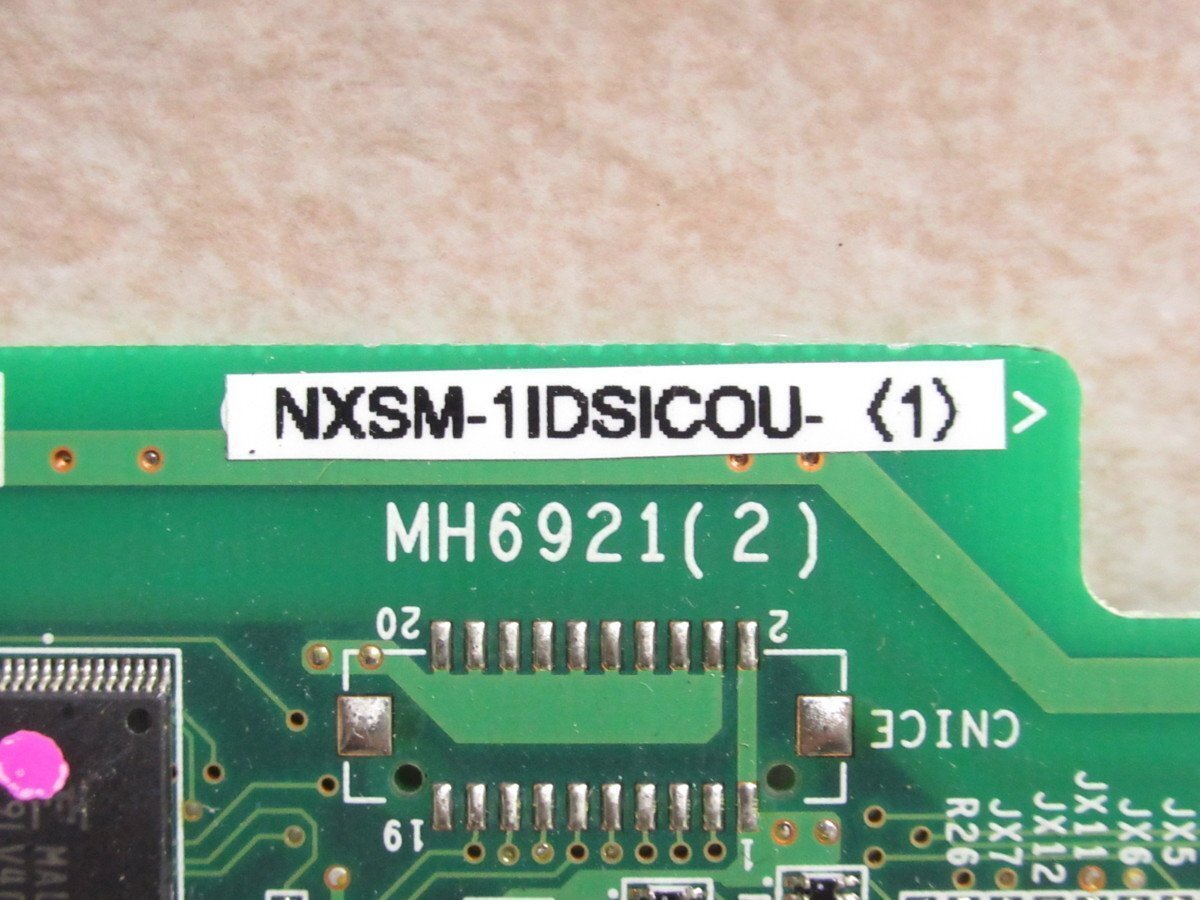 NXSM-1IDSICOU- (1) >
MH6921(2)
20
2
CNICE
19
1
R26
JX7
JX12
JX11
JX6
JX5